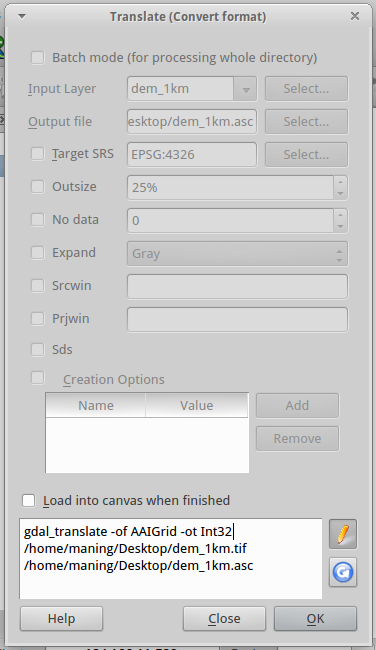 Translate (Convert format)
Batch mode (for processing whole directory)
Input Layer dem_1km Select...
Output file esktop/dem_1km.asc Select...
Target SRS EPSG:4326 Select...
Outsize 25%
No data 0
Expand Gray
Srcwin
Prjwin
Sds
Creation Options
Name Value Add
Remove
Load into canvas when finished
gdal_translate -of AAIGrid -ot Int32
/home/maning/Desktop/dem_1km.tif
/home/maning/Desktop/dem_1km.asc
Help Close OK